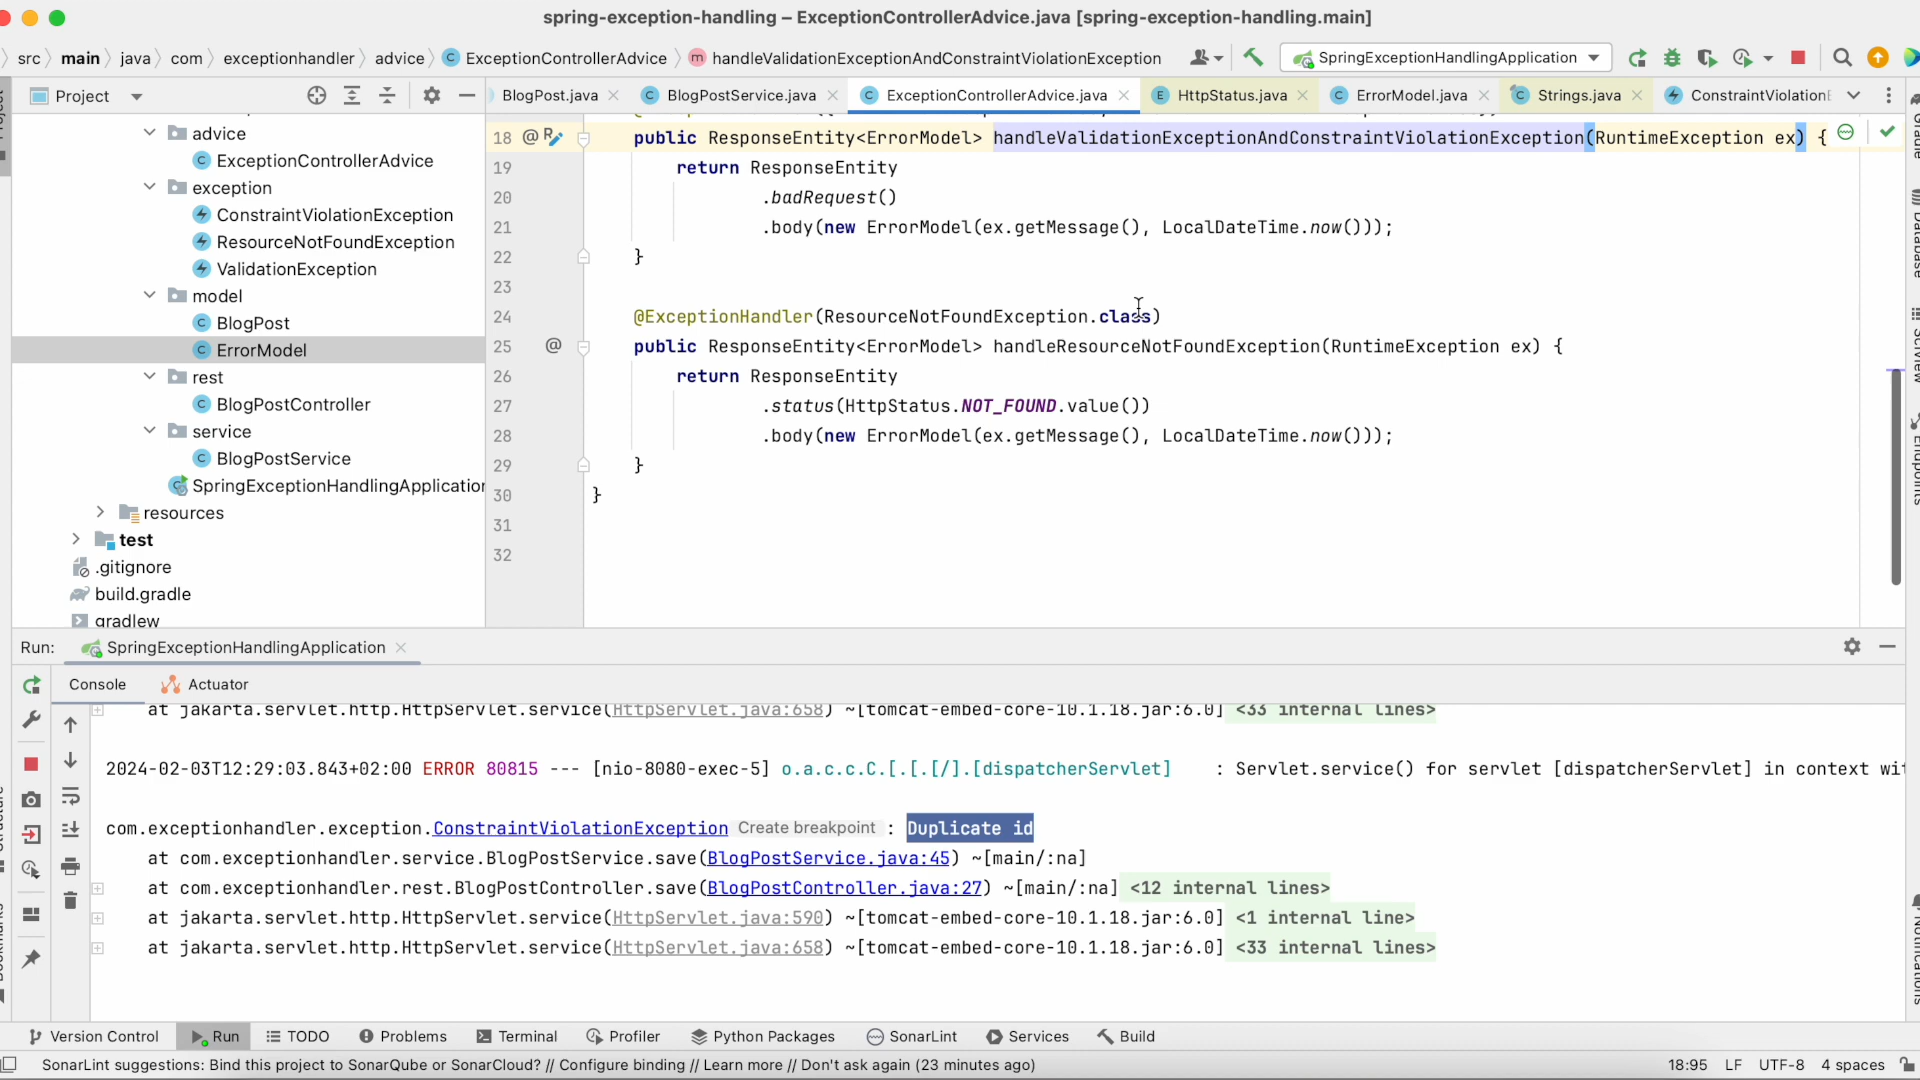 spring-exception-handling – ExceptionControllerAdvice.java [spring-exception-handling.main]
src main java com exceptionhandler advice ExceptionControllerAdvice handleValidationExceptionAndConstraintViolationException SpringExceptionHandlingApplication
Project
BlogPost.java BlogPostService.java ExceptionControllerAdvice.java HttpStatus.java ErrorModel.java Strings.java
advice
ExceptionControllerAdvice
exception
ConstraintViolationException
ResourceNotFoundException
ValidationException
model
BlogPost
ErrorModel
rest
BlogPostController
service
BlogPostService
SpringExceptionHandlingApplication
resources
test
.gitignore
build.gradle
gradlew
18 public ResponseEntity<ErrorModel> handleValidationExceptionAndConstraintViolationException(RuntimeException ex) {
19 return ResponseEntity
20 .badRequest()
21 .body(new ErrorModel(ex.getMessage(), LocalDateTime.now()));
22 }
23
24 @ExceptionHandler(ResourceNotFoundException.class)
25 public ResponseEntity<ErrorModel> handleResourceNotFoundException(RuntimeException ex) {
26 return ResponseEntity
27 .status(HttpStatus.NOT_FOUND.value())
28 .body(new ErrorModel(ex.getMessage(), LocalDateTime.now()));
29 }
30 }
31
32
Database
Endpoints
Notifications
Run: SpringExceptionHandlingApplication
Console Actuator
at jakarta.servlet.http.HttpServlet.service(HttpServlet.java:658) ~[tomcat-embed-core-10.1.18.jar:6.0] <33 internal lines>
2024-02-03T12:29:03.843+02:00 ERROR 80815 --- [nio-8080-exec-5] o.a.c.c.C.[.[.[/].[dispatcherServlet] : Servlet.service() for servlet [dispatcherServlet] in context
com.exceptionhandler.exception.ConstraintViolationException Create breakpoint : Duplicate id
at com.exceptionhandler.service.BlogPostService.save(BlogPostService.java:45) ~[main/:na]
at com.exceptionhandler.rest.BlogPostController.save(BlogPostController.java:27) ~[main/:na] <12 internal lines>
at jakarta.servlet.http.HttpServlet.service(HttpServlet.java:590) ~[tomcat-embed-core-10.1.18.jar:6.0] <1 internal line>
at jakarta.servlet.http.HttpServlet.service(HttpServlet.java:658) ~[tomcat-embed-core-10.1.18.jar:6.0] <33 internal lines>
Version Control Run TODO Problems Terminal Profiler Python Packages SonarLint Services Build
SonarLint suggestions: Bind this project to SonarQube or SonarCloud? // Configure binding // Learn more // Don't ask again (23 minutes ago) 18:95 LF UTF-8 4 spaces